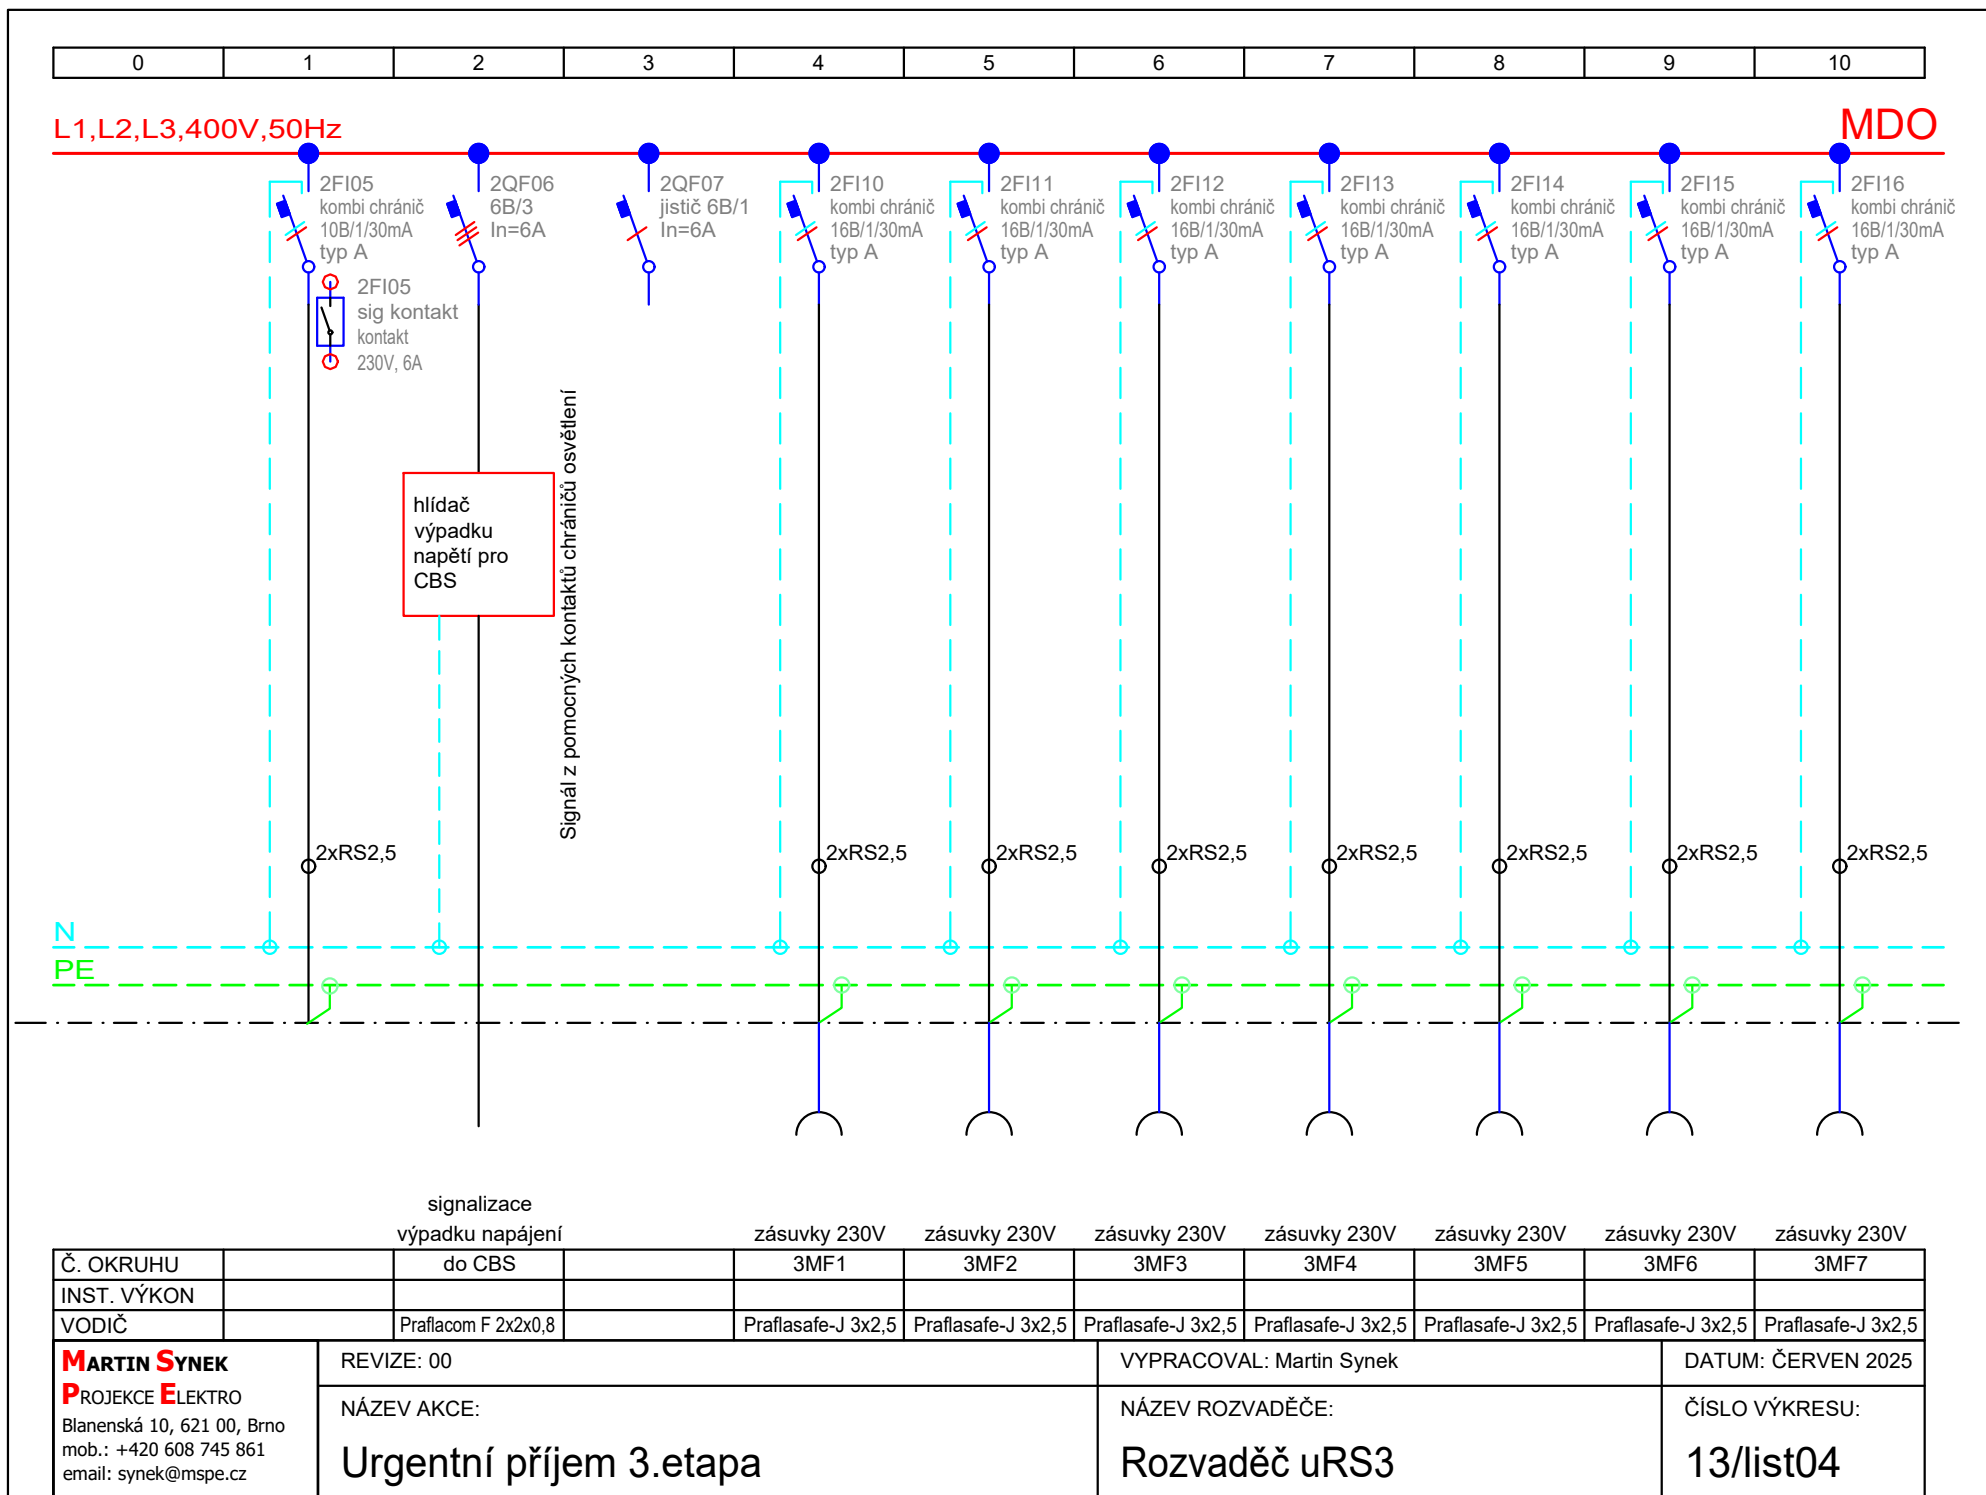 0 1 2 3 4 5 6 7 8 9 10
L1,L2,L3,400V,50Hz
MDO
2FI05
kombi chránič
10B/1/30mA
typ A
2FI05
sig kontakt
kontakt
230V, 6A
2QF06
6B/3
In=6A
2QF07
jistič 6B/1
In=6A
2FI10
kombi chránič
16B/1/30mA
typ A
2FI11
kombi chránič
16B/1/30mA
typ A
2FI12
kombi chránič
16B/1/30mA
typ A
2FI13
kombi chránič
16B/1/30mA
typ A
2FI14
kombi chránič
16B/1/30mA
typ A
2FI15
kombi chránič
16B/1/30mA
typ A
2FI16
kombi chránič
16B/1/30mA
typ A
hlídač
výpadku
napětí pro
CBS
Signál z pomocných kontaktů chráničů osvětlení
2xRS2,5 2xRS2,5 2xRS2,5 2xRS2,5 2xRS2,5 2xRS2,5 2xRS2,5 2xRS2,5
N
PE
signalizace
výpadku napájení zásuvky 230V zásuvky 230V zásuvky 230V zásuvky 230V zásuvky 230V zásuvky 230V zásuvky 230V
Č. OKRUHU do CBS 3MF1 3MF2 3MF3 3MF4 3MF5 3MF6 3MF7
INST. VÝKON
VODIČ Praflacom F 2x2x0,8 Praflasafe-J 3x2,5 Praflasafe-J 3x2,5 Praflasafe-J 3x2,5 Praflasafe-J 3x2,5 Praflasafe-J 3x2,5 Praflasafe-J 3x2,5 Praflasafe-J 3x2,5
MARTIN SYNEK
PROJEKCE ELEKTRO
Blanenská 10, 621 00, Brno
mob.: +420 608 745 861
email: synek@mspe.cz
REVIZE: 00
VYPRACOVAL: Martin Synek
DATUM: ČERVEN 2025
NÁZEV AKCE:
Urgentní příjem 3.etapa
NÁZEV ROZVADĚČE:
Rozvaděč uRS3
ČÍSLO VÝKRESU:
13/list04